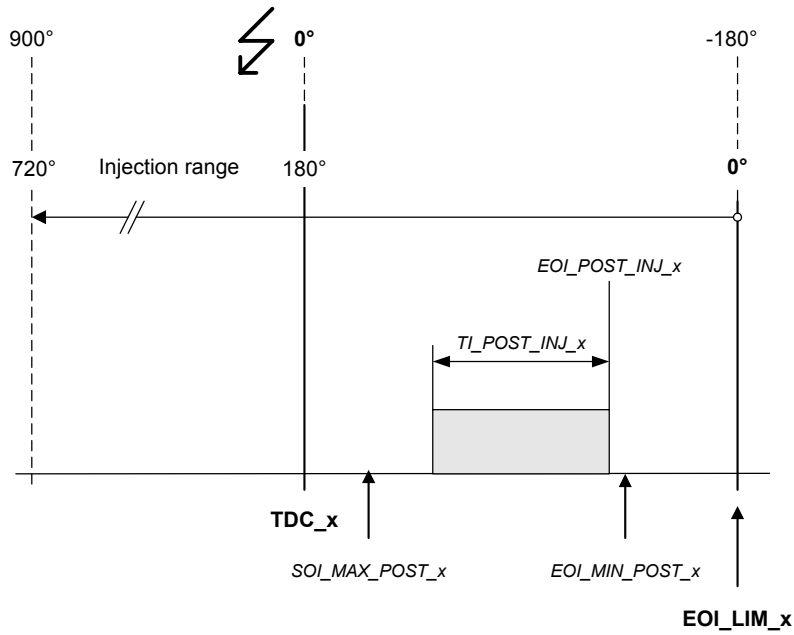 900° 0° -180°
720° Injection range 180° 0°
EOI_POST_INJ_x
TI_POST_INJ_x
TDC_x
SOI_MAX_POST_x EOI_MIN_POST_x
EOI_LIM_x